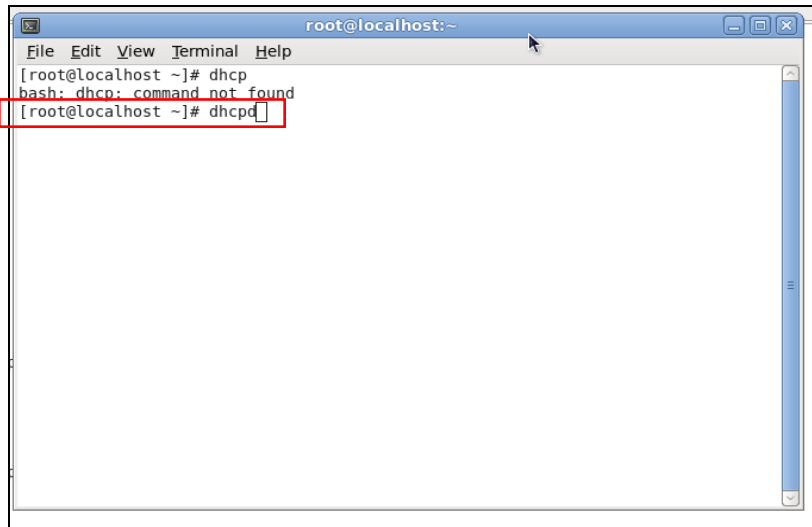 root@localhost:~
File Edit View Terminal Help
[root@localhost ~]# dhcp
bash: dhcp: command not found
[root@localhost ~]# dhcpd